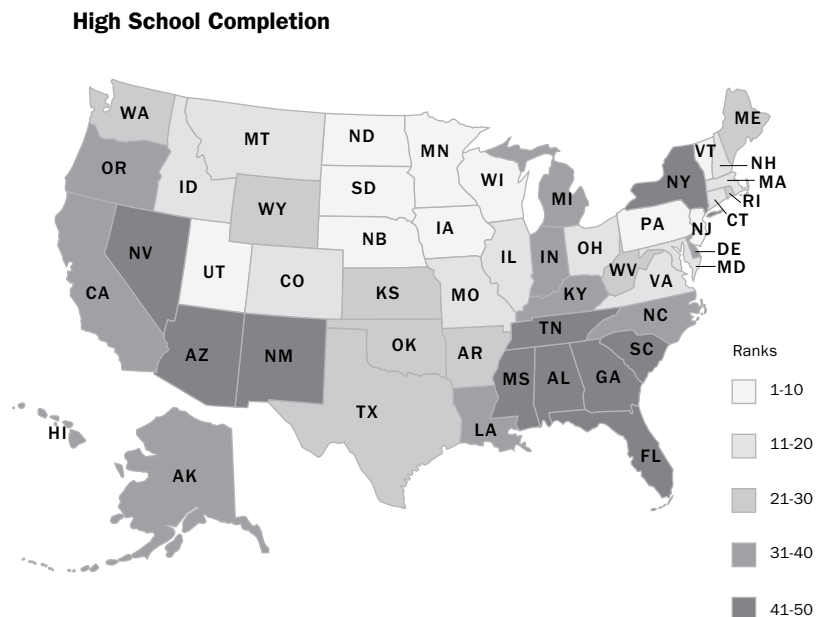 High School Completion
WA
ME
MT
ND
VT
MN
NH
OR
MA
ID
SD
WI
NY
RI
WY
MI
CT
PA
NJ
IA
NB
OH
DE
NV
IL
IN
MD
UT
WV
CO
VA
CA
KS
MO
KY
NC
TN
OK
AZ
NM
AR
SC
Ranks
MS
AL
GA
1-10
TX
HI
LA
11-20
FL
AK
21-30
31-40
41-50